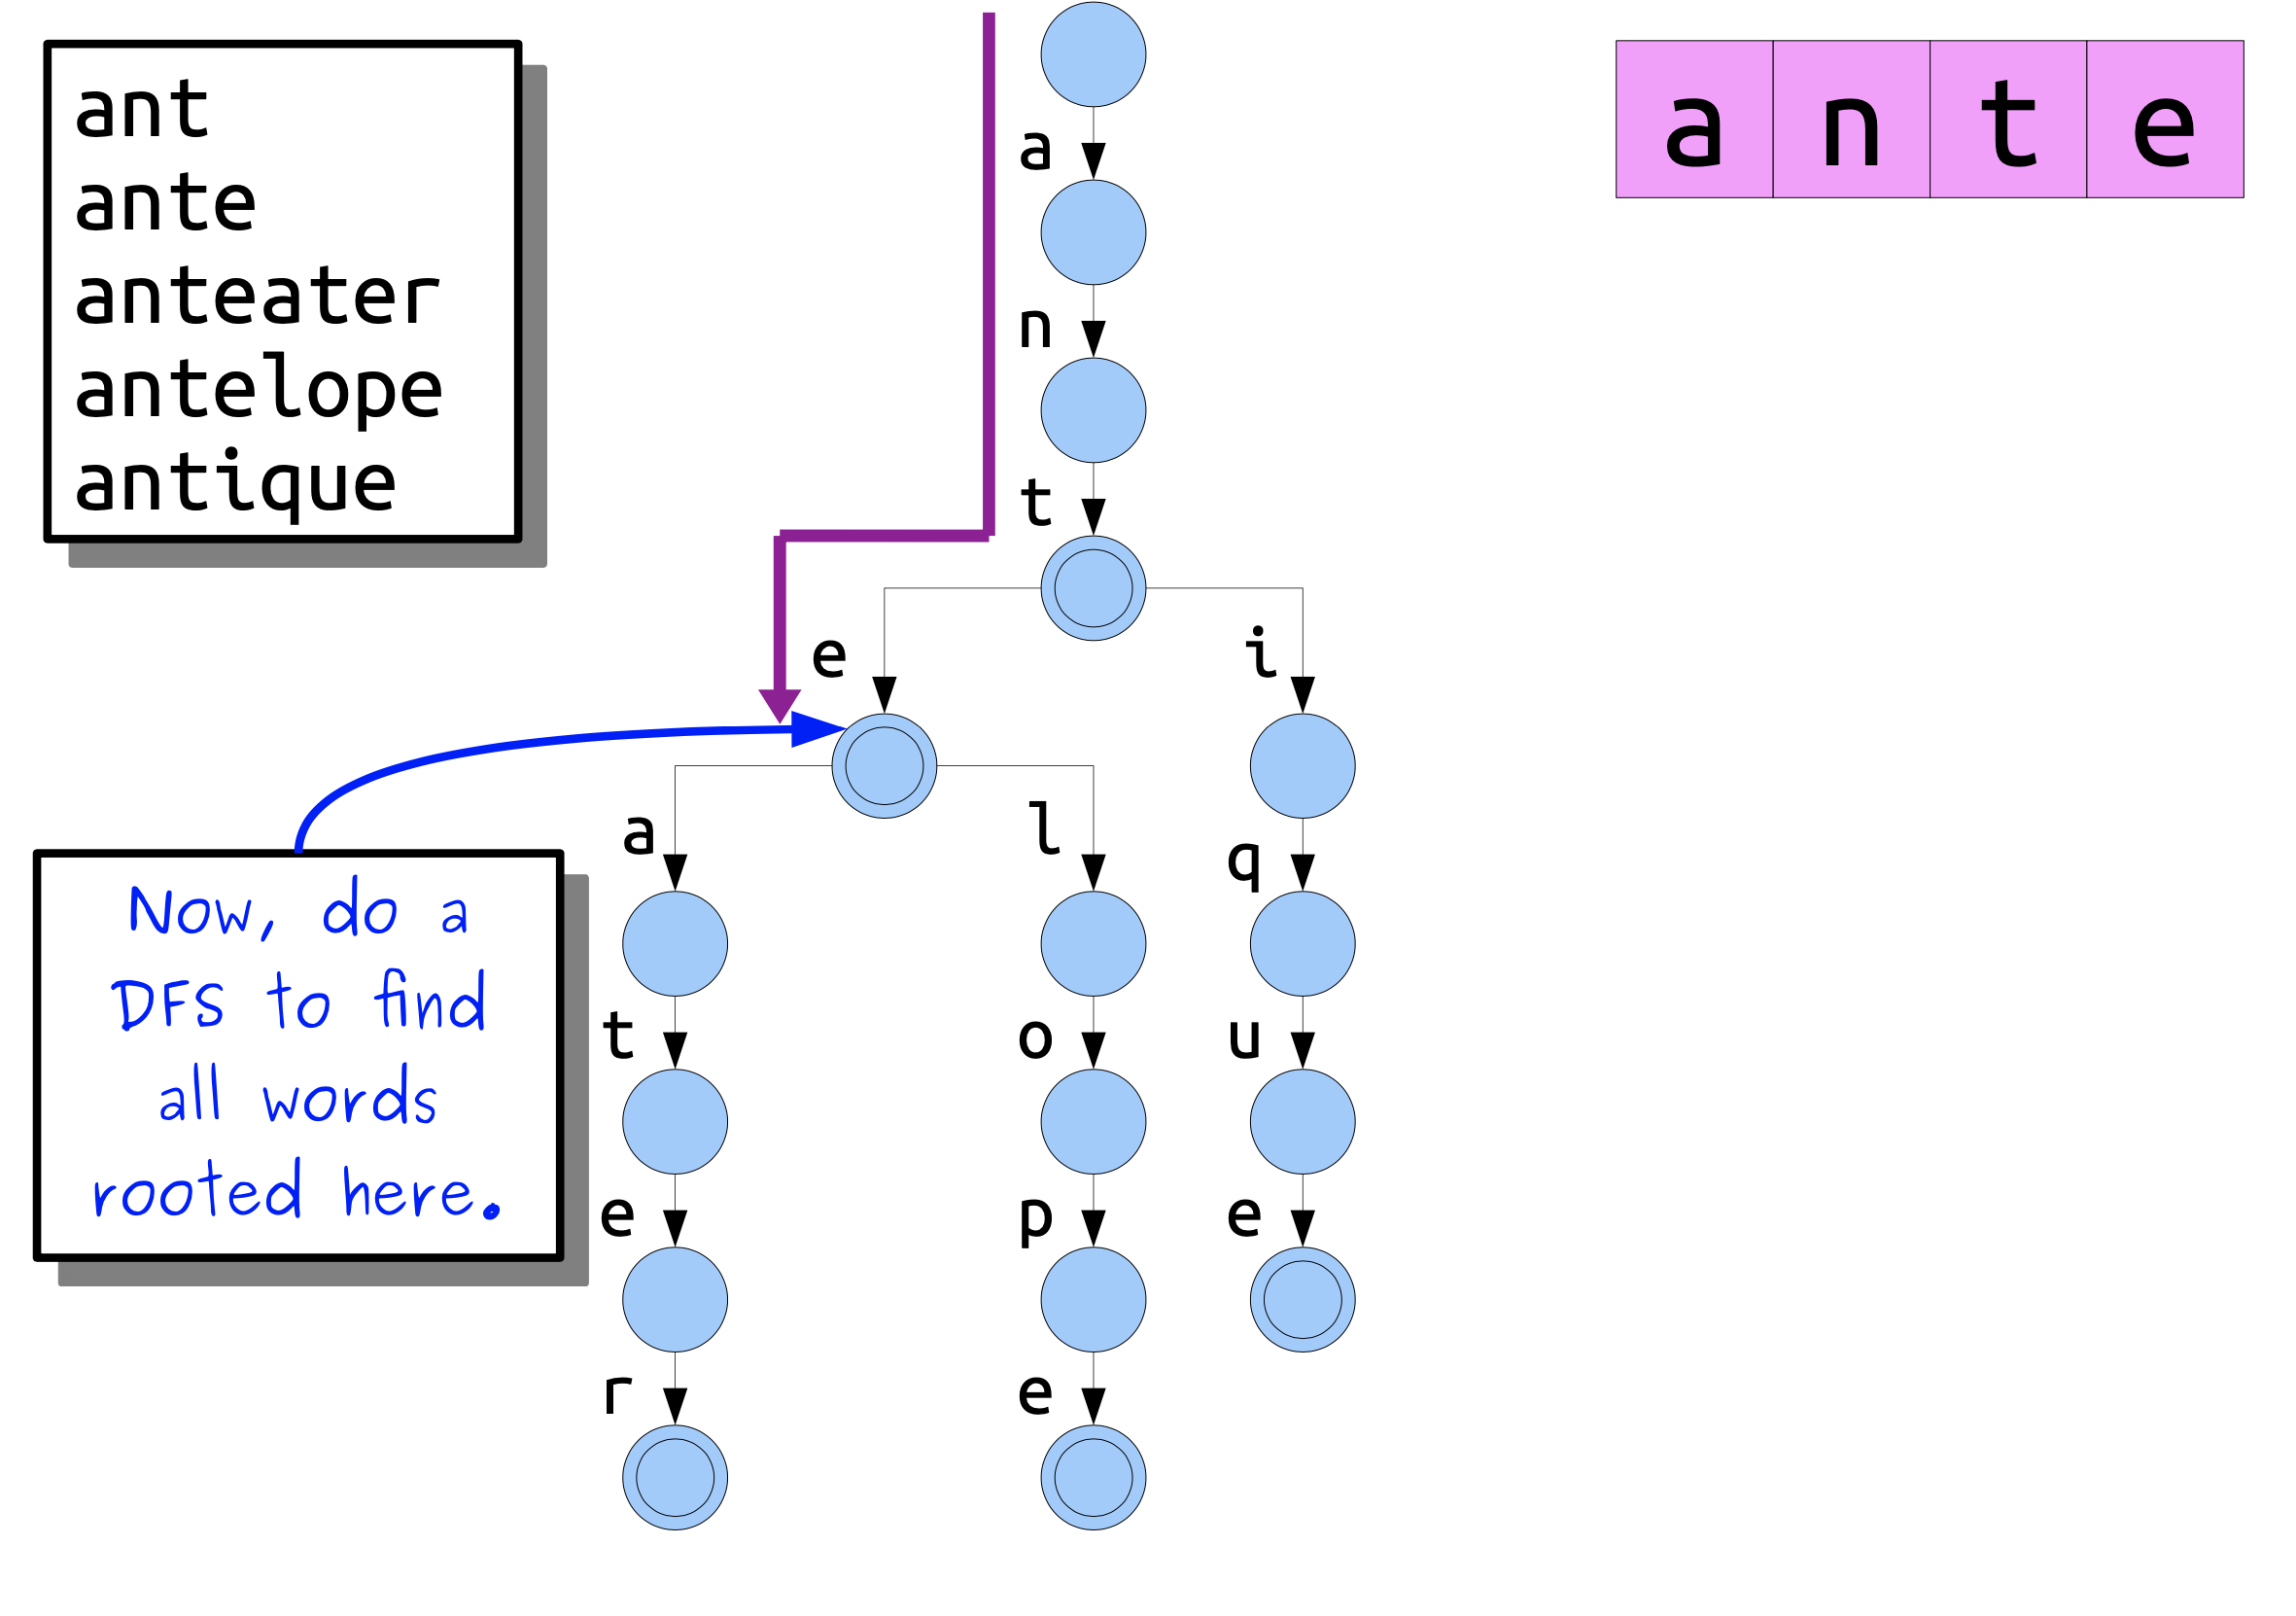 ant
ante
anteater
antelope
antique
a n t e
a
n
t
e
i
a
l
q
t
o
u
e
p
e
r
e
Now, do a
DFS to find
all words
rooted here.